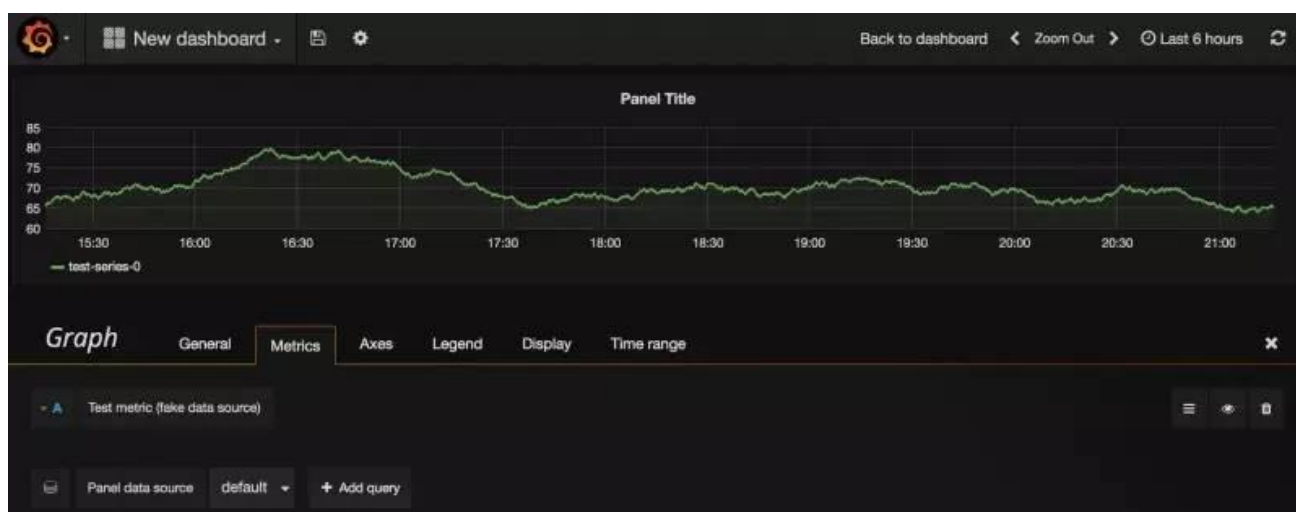 New dashboard Back to dashboard Zoom Out Last 6 hours
Panel Title
85
80
75
70
65
60
15:30 16:00 16:30 17:00 17:30 18:00 18:30 19:00 19:30 20:00 20:30 21:00
test-series-0
Graph General Metrics Axes Legend Display Time range
A Test metric (fake data source)
Panel data source default + Add query